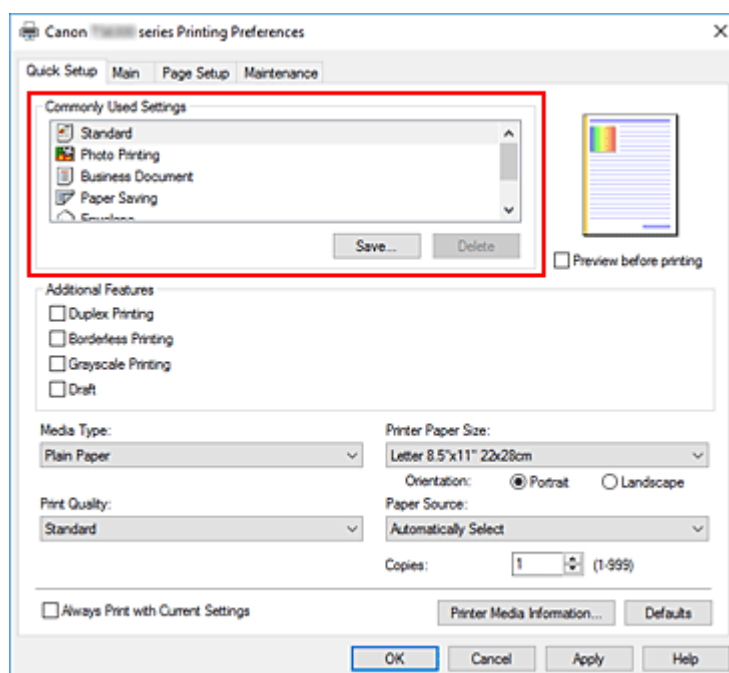 Canon series Printing Preferences
Quick Setup Main Page Setup Maintenance
Commonly Used Settings
Standard
Photo Printing
Business Document
Paper Saving
Envelope
Save... Delete
Preview before printing
Additional Features
Duplex Printing
Borderless Printing
Grayscale Printing
Draft
Media Type: Printer Paper Size:
Plain Paper Letter 8.5"x11" 22x28cm
Orientation: Portrait Landscape
Print Quality: Paper Source:
Standard Automatically Select
Copies: 1 (1-999)
Always Print with Current Settings Printer Media Information... Defaults
OK Cancel Apply Help